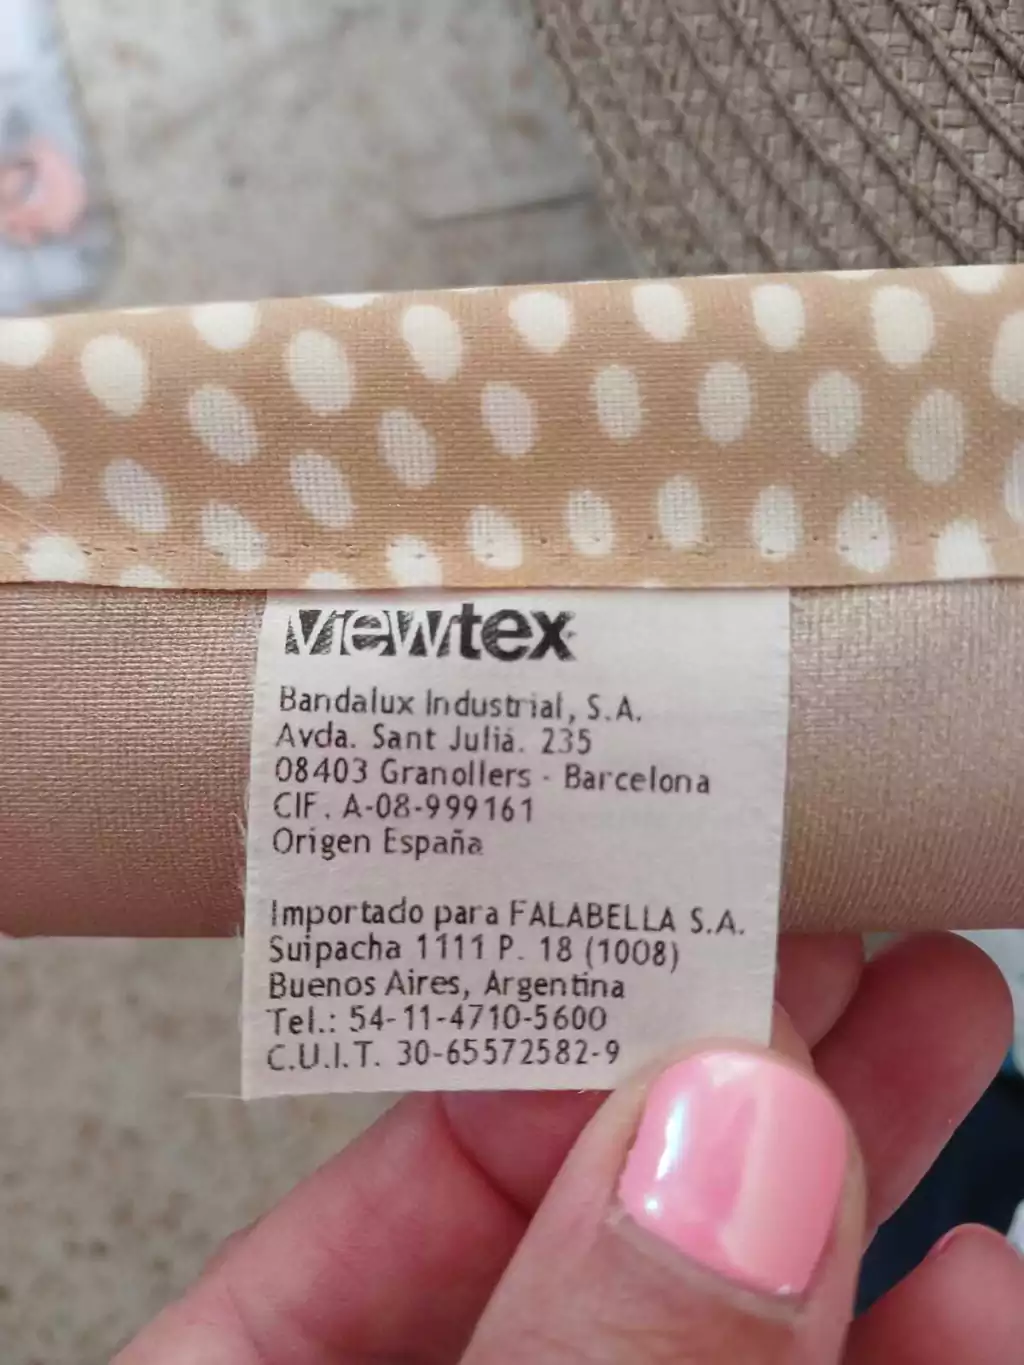 viewtex
Bandalux Industrial, S.A.
Avda. Sant Juliá. 235
08403 Granollers - Barcelona
CIF. A-08-999161
Origen España
Importado para FALABELLA S.A.
Suipacha 1111 P. 18 (1008)
Buenos Aires, Argentina
Tel.: 54-11-4710-5600
C.U.I.T. 30-65572582-9